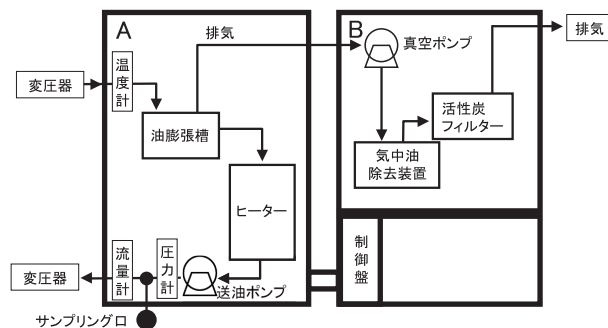 A
排気
B
真空ポンプ
排気
変圧器
温度計
油膨張槽
活性炭
フィルター
気中油
除去装置
ヒーター
制御盤
変圧器
流量計
圧力計
送油ポンプ
サンプリング口